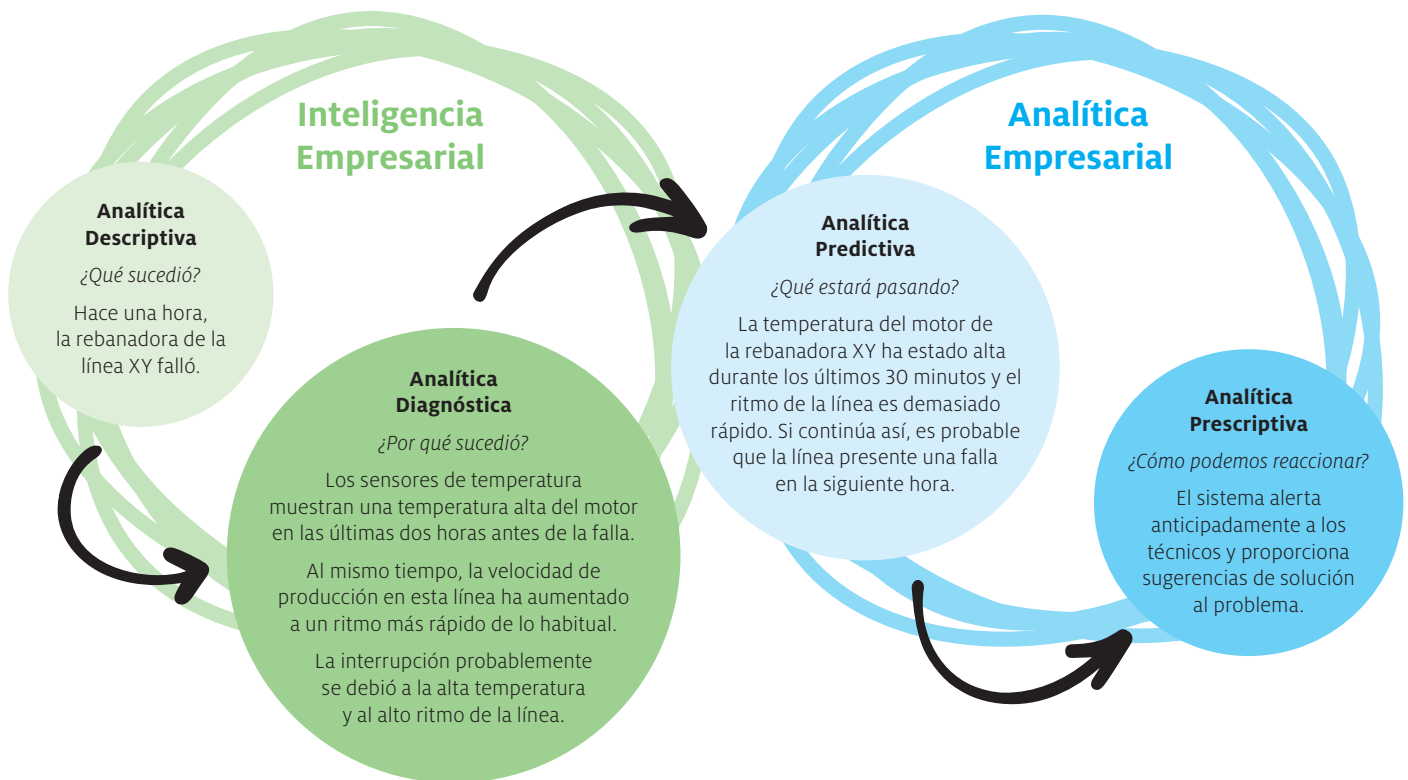 Inteligencia
Empresarial
Analítica
Descriptiva
¿Qué sucedió?
Hace una hora,
la rebanadora de la
línea XY falló.
Analítica
Diagnóstica
¿Por qué sucedió?
Los sensores de temperatura
muestran una temperatura alta del motor
en las últimas dos horas antes de la falla.
Al mismo tiempo, la velocidad de
producción en esta línea ha aumentado
a un ritmo más rápido de lo habitual.
La interrupción probablemente
se debió a la alta temperatura
y al alto ritmo de la línea.
Analítica
Empresarial
Analítica
Predictiva
¿Qué estará pasando?
La temperatura del motor de
la rebanadora XY ha estado alta
durante los últimos 30 minutos y el
ritmo de la línea es demasiado
rápido. Si continúa así, es probable
que la línea presente una falla
en la siguiente hora.
Analítica
Prescriptiva
¿Cómo podemos reaccionar?
El sistema alerta
anticipadamente a los
técnicos y proporciona
sugerencias de solución
al problema.